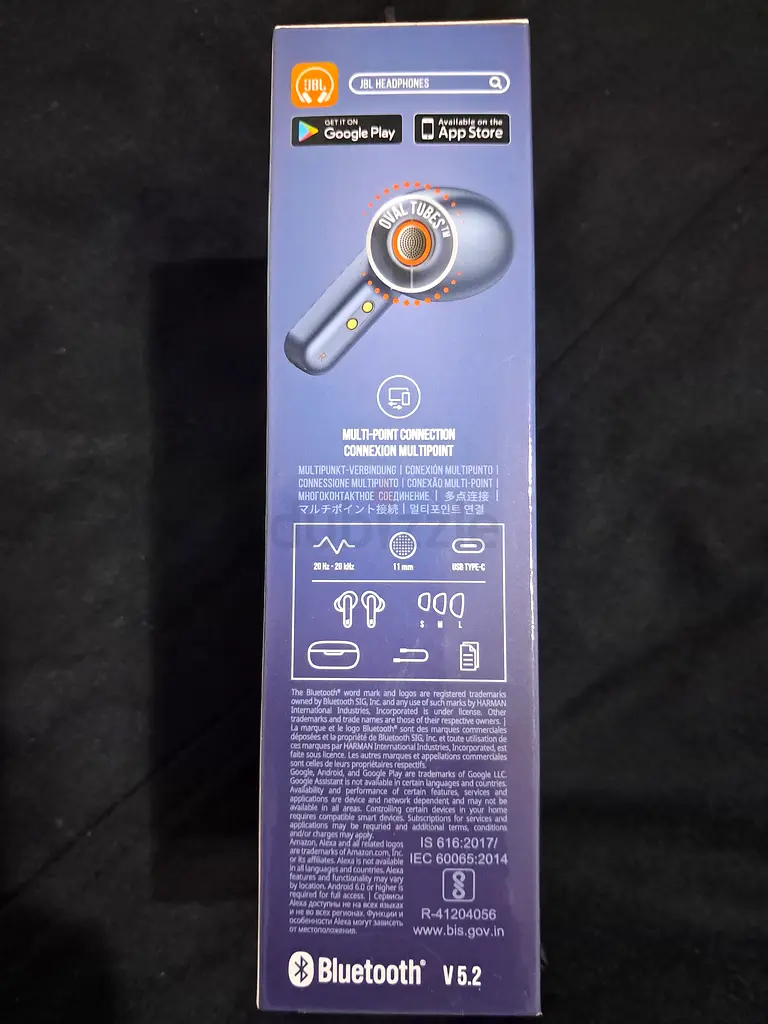 JBL
JBL HEADPHONES
GET IT ON
Google Play
Available on the
App Store
OVAL TUBES™
R
MULTI-POINT CONNECTION
CONNEXION MULTIPOINT
MULTIPUNKT-VERBINDUNG | CONEXIÓN MULTIPUNTO |
CONNESSIONE MULTIPUNTO | CONEXÃO MULTI-POINT |
МНОГОКОНТАКТНОЕ СОЕДИНЕНИЕ | 多点连接 |
マルチポイント接続 | 멀티포인트 연결
dubizzle
20 Hz - 20 kHz
11 mm
USB TYPE-C
S M L
The Bluetooth® word mark and logos are registered trademarks
owned by Bluetooth SIG, Inc. and any use of such marks by HARMAN
International Industries, Incorporated is under license. Other
trademarks and trade names are those of their respective owners. |
La marque et le logo Bluetooth® sont des marques commerciales
déposées et la propriété de Bluetooth SIG, Inc. et toute utilisation de
ces marques par HARMAN International Industries, Incorporated, est
faite sous licence. Les autres marques et appellations commerciales
sont celles de leurs propriétaires respectifs.
Google, Android, and Google Play are trademarks of Google LLC.
Google Assistant is not available in certain languages and countries.
Availability and performance of certain features, services and
applications are device and network dependent and may not be
available in all areas. Controlling certain devices in your home
requires compatible smart devices. Subscriptions for services and
applications may be requried and additional terms, conditions
and/or charges may apply.
Amazon, Alexa and all related logos
are trademarks of Amazon.com, Inc.
or its affiliates. Alexa is not available
in all languages and countries. Alexa
features and functionality may vary
by location. Android 6.0 or higher is
required for full access. | Сервисы
Alexa доступны не на всех языках
и не во всех регионах. Функции и
особенности Alexa могут зависеть
от местоположения.
IS 616:2017/
IEC 60065:2014
R-41204056
www.bis.gov.in
Bluetooth® V 5.2